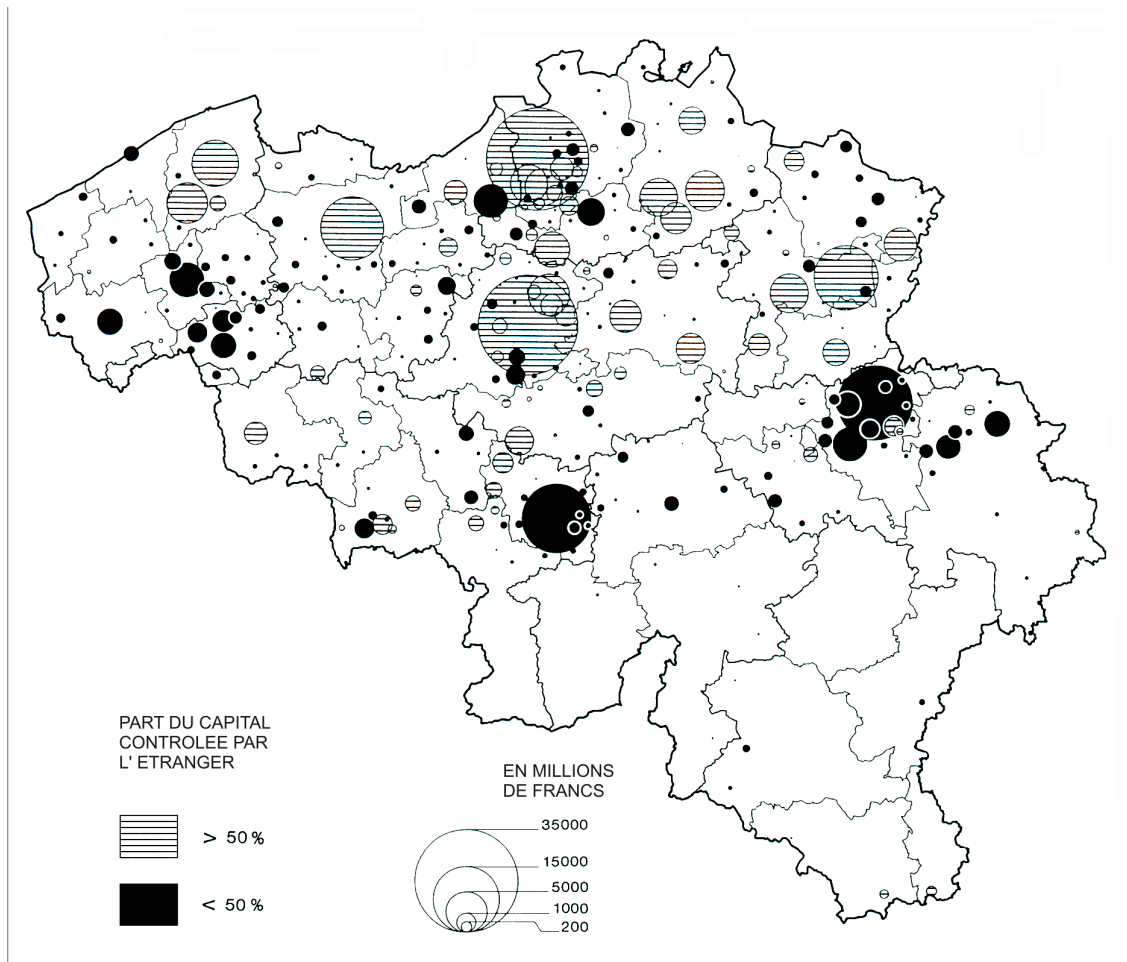 PART DU CAPITAL
CONTROLEE PAR
L' ETRANGER
> 50 %
< 50 %
EN MILLIONS
DE FRANCS
35000
15000
5000
1000
200